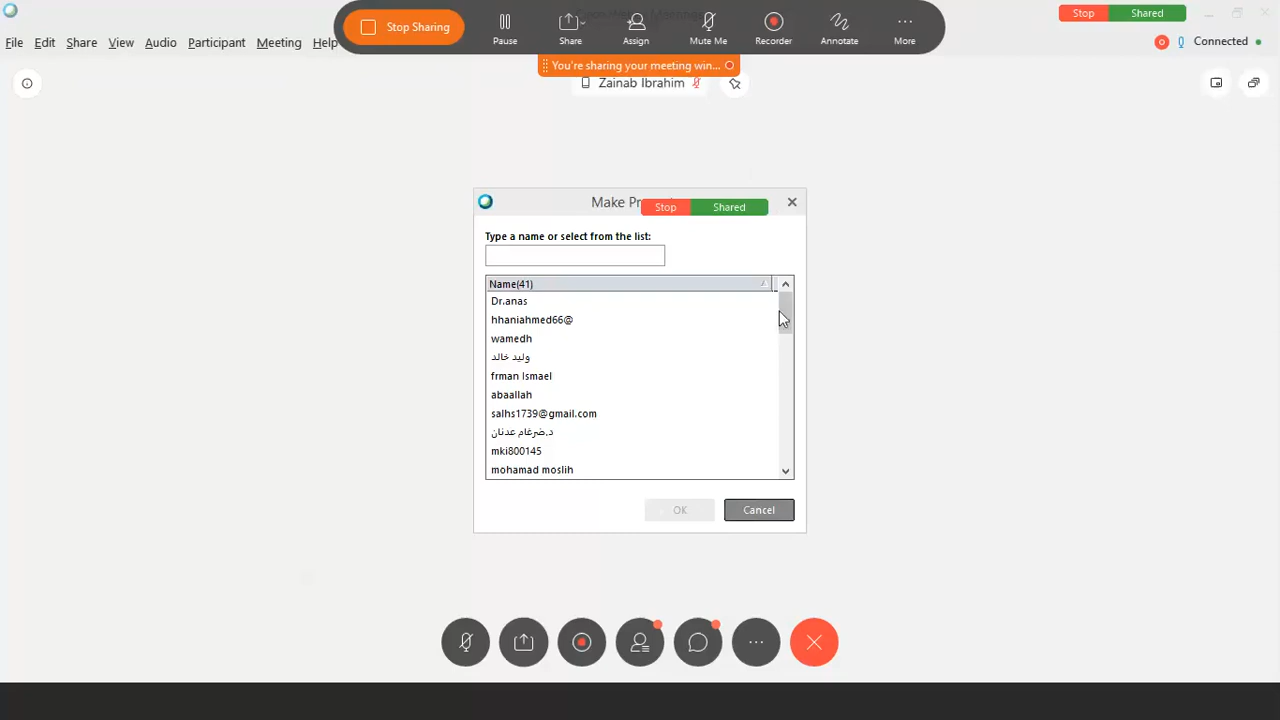 Stop Sharing
Pause
Share
Assign
Mute Me
Recorder
Annotate
More
Stop Shared
File Edit Share View Audio Participant Meeting Help
Connected
You're sharing your meeting win...
Zainab Ibrahim
Stop Shared
Type a name or select from the list:
Name(41)
Dr.anas
hhaniahmed66@
wamedh
وليد خالد
frman Ismael
abaallah
salhs1739@gmail.com
د.ضرغام عدنان
mki800145
mohamad moslih
OK
Cancel